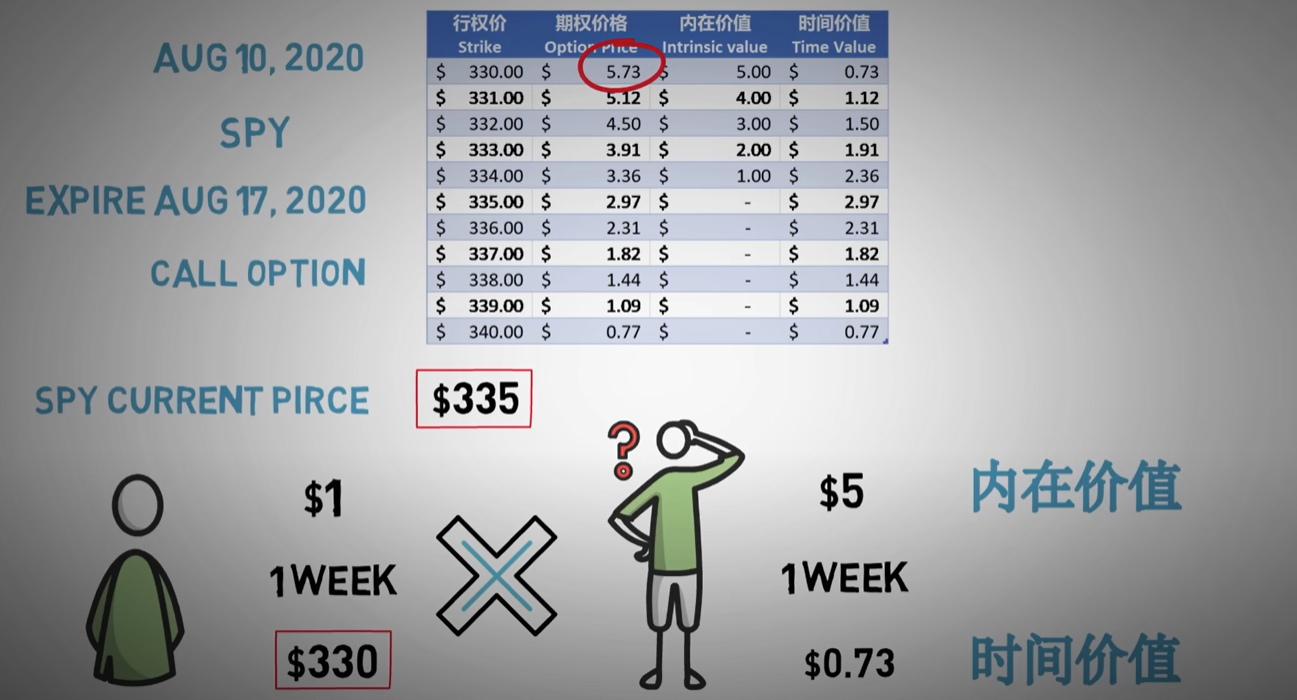 AUG 10, 2020
SPY
EXPIRE AUG 17, 2020
CALL OPTION
行权价 期权价格 内在价值 时间价值
Strike Option Price Intrinsic value Time Value
$ 330.00 $ 5.73 $ 5.00 $ 0.73
$ 331.00 $ 5.12 $ 4.00 $ 1.12
$ 332.00 $ 4.50 $ 3.00 $ 1.50
$ 333.00 $ 3.91 $ 2.00 $ 1.91
$ 334.00 $ 3.36 $ 1.00 $ 2.36
$ 335.00 $ 2.97 $ - $ 2.97
$ 336.00 $ 2.31 $ - $ 2.31
$ 337.00 $ 1.82 $ - $ 1.82
$ 338.00 $ 1.44 $ - $ 1.44
$ 339.00 $ 1.09 $ - $ 1.09
$ 340.00 $ 0.77 $ - $ 0.77
SPY CURRENT PIRCE $335
?
$1
1 WEEK
$330
$5 内在价值
1 WEEK
$0.73 时间价值